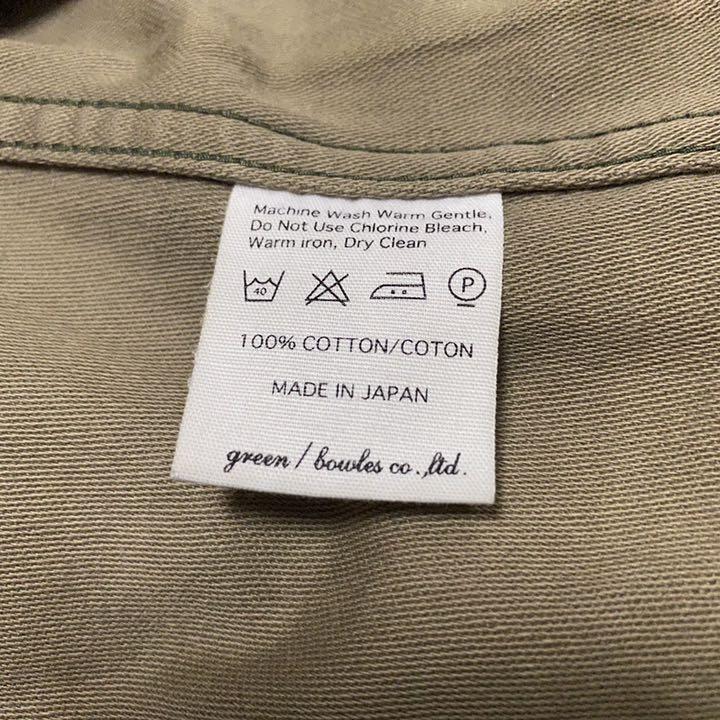 Machine Wash Warm Gentle,
Do Not Use Chlorine Bleach,
Warm iron, Dry Clean
40
P
100% COTTON/COTON
MADE IN JAPAN
green / bowles co.,ltd.